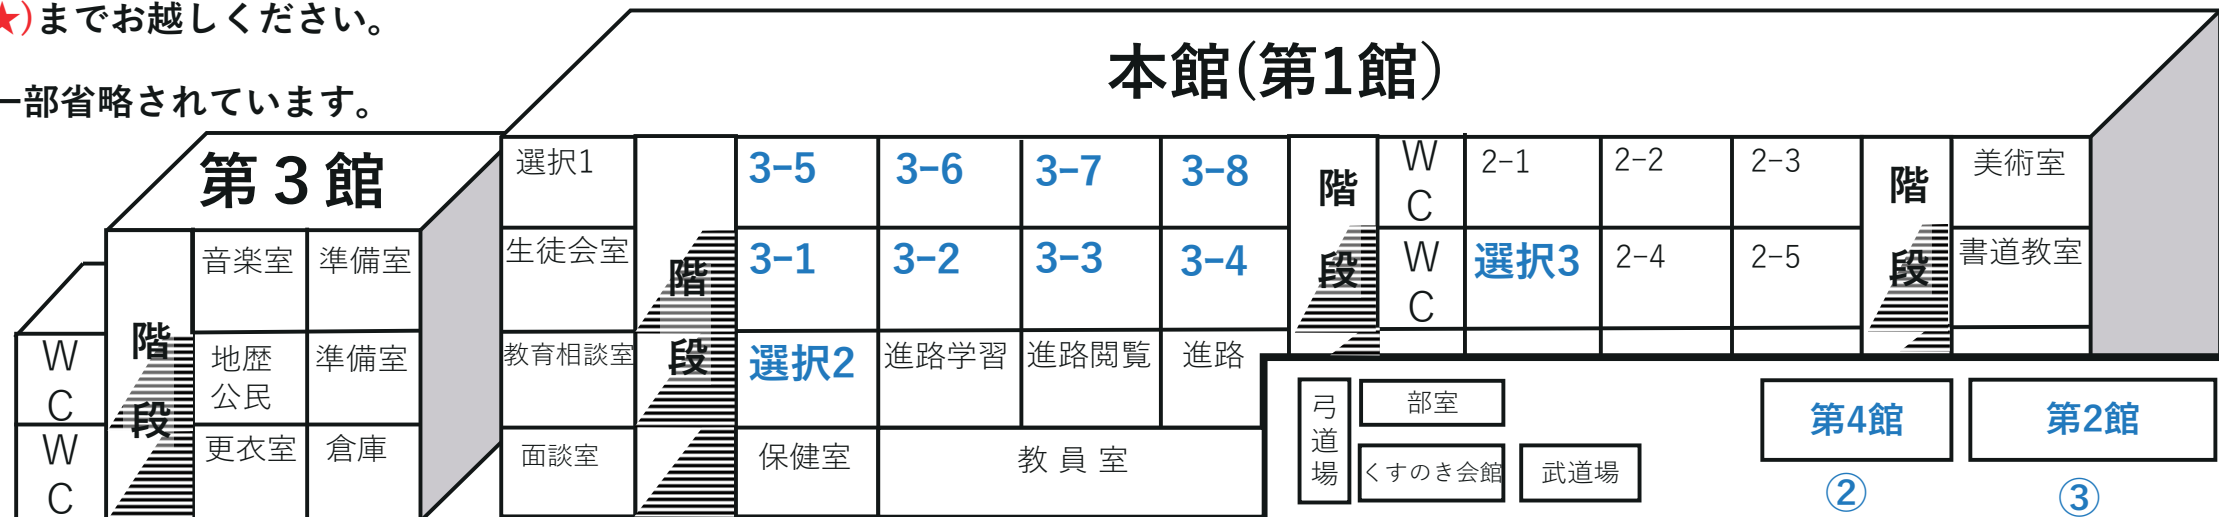 ★)までお越しください。
一部省略されています。
本館(第1館)
第３館
選択1
3-5
3-6
3-7
3-8
階段
WC
2-1
2-2
2-3
階段
美術室
生徒会室
階段
3-1
3-2
3-3
3-4
WC
選択3
2-4
2-5
書道教室
音楽室
準備室
教育相談室
選択2
進路学習
進路閲覧
進路
WC
階段
地歴
公民
準備室
面談室
保健室
教員室
WC
更衣室
倉庫
弓道場
部室
くすのき会館
武道場
第4館
第2館
②
③